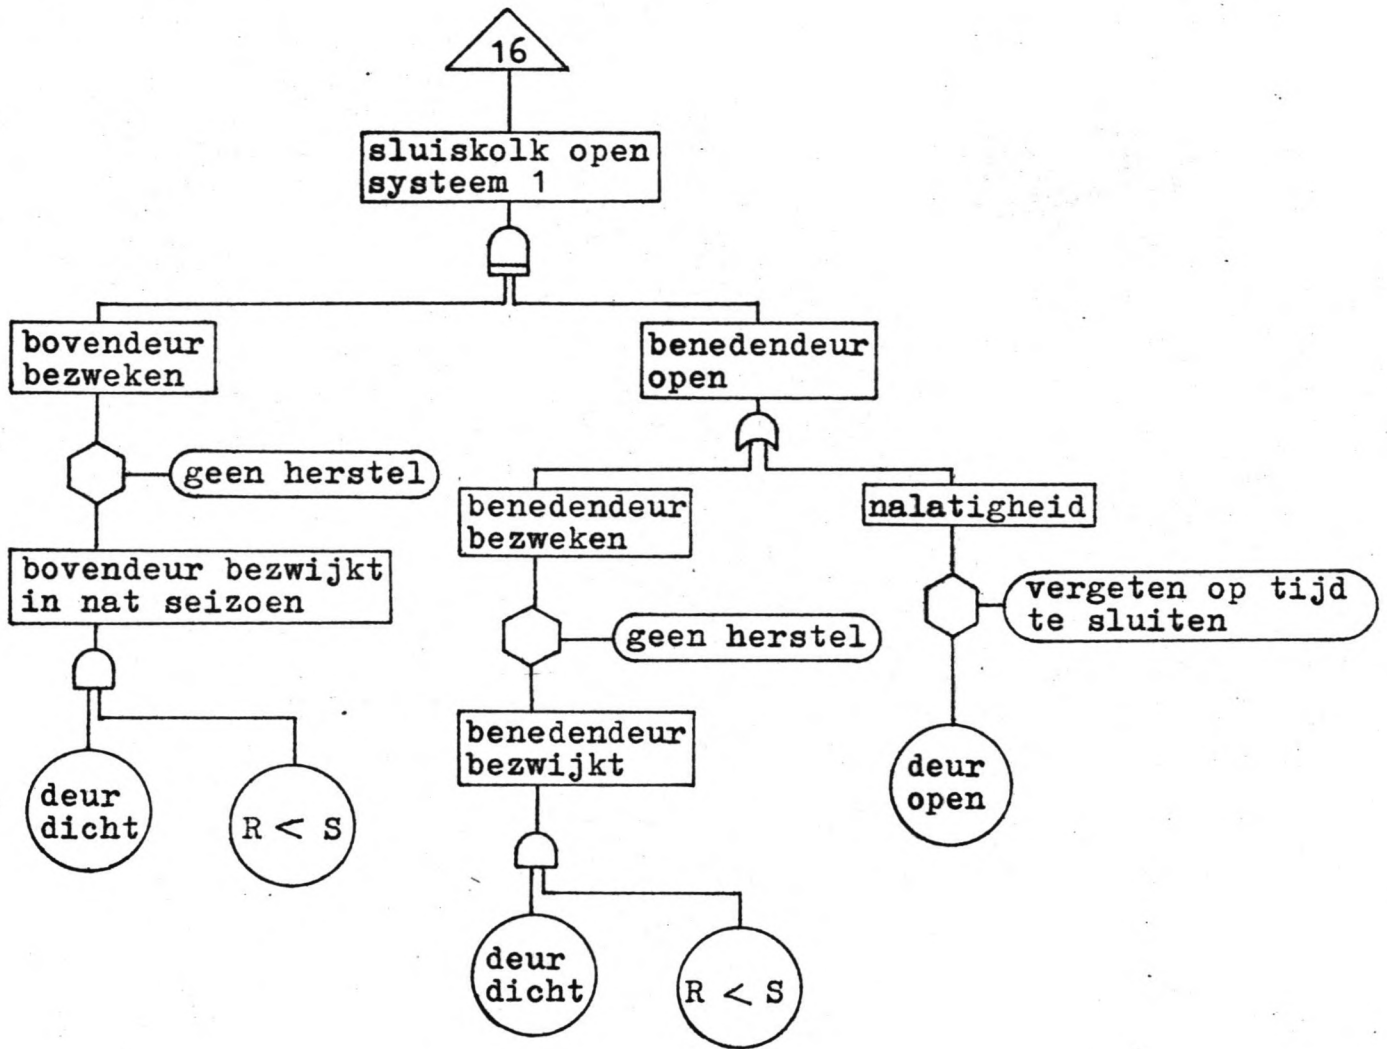 16
sluiskolk open
systeem 1
bovendeur
bezweken
benedendeur
open
geen herstel
benedendeur
bezweken
nalatigheid
bovendeur bezwijkt
in nat seizoen
vergeten op tijd
te sluiten
geen herstel
benedendeur
bezwijkt
deur
dicht
R < S
deur
open
deur
dicht
R < S